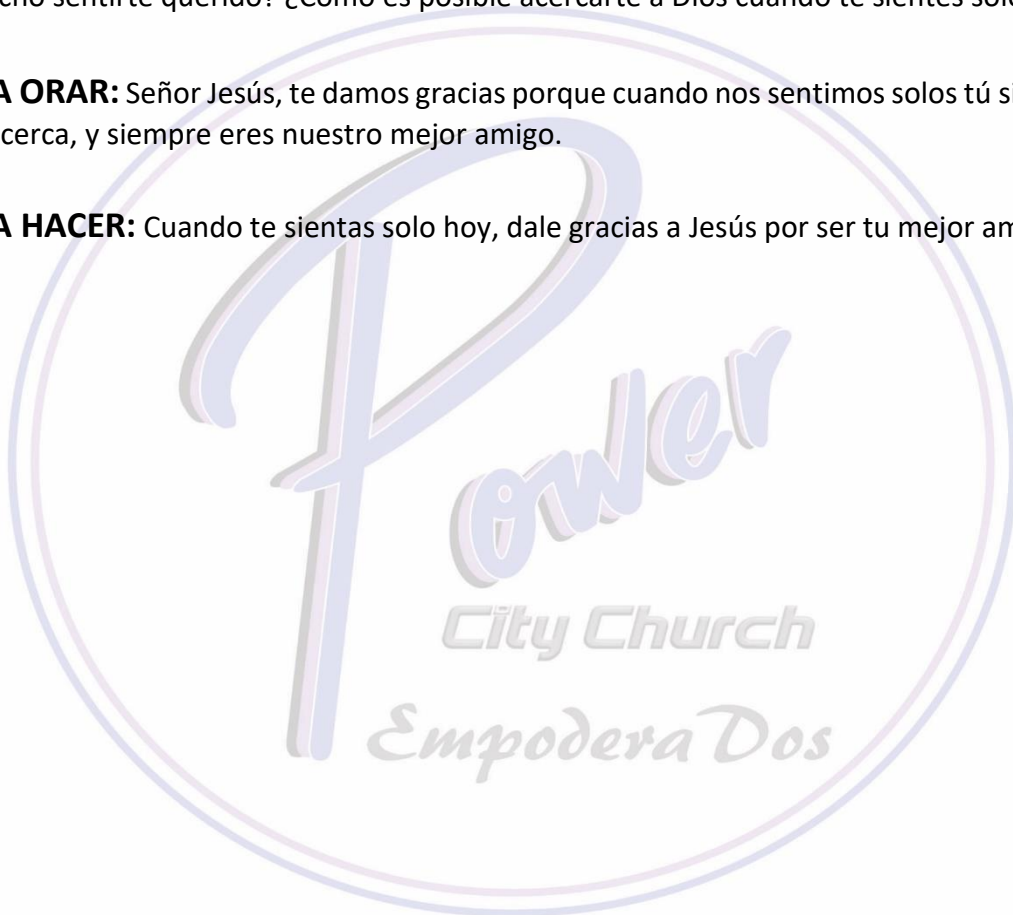 cho sentirte querido? ¿Cómo es posible acercarte a Dios cuando te sientes solo
A ORAR: Señor Jesús, te damos gracias porque cuando nos sentimos solos tú si
cerca, y siempre eres nuestro mejor amigo.
A HACER: Cuando te sientas solo hoy, dale gracias a Jesús por ser tu mejor am
Power
City Church
EmpoderaDos